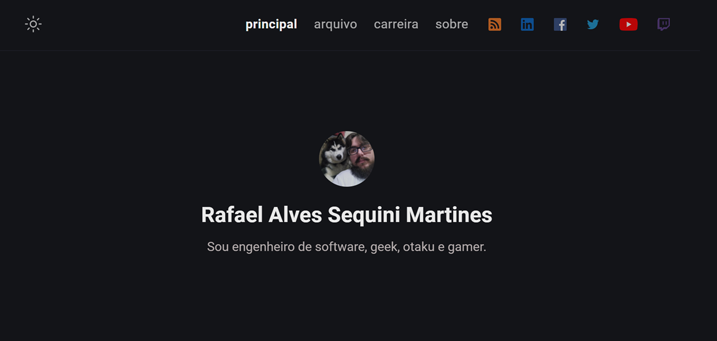 principal arquivo carreira sobre
Rafael Alves Sequini Martines
Sou engenheiro de software, geek, otaku e gamer.